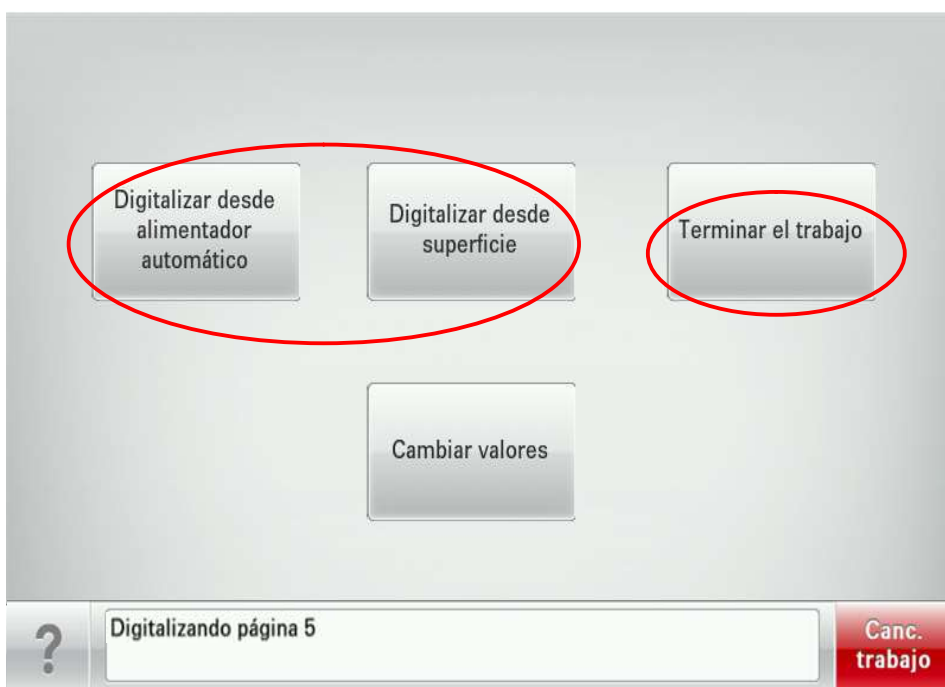 Digitalizar desde
alimentador
automático
Digitalizar desde
superficie
Terminar el trabajo
Cambiar valores
?
Digitalizando página 5
Canc.
trabajo